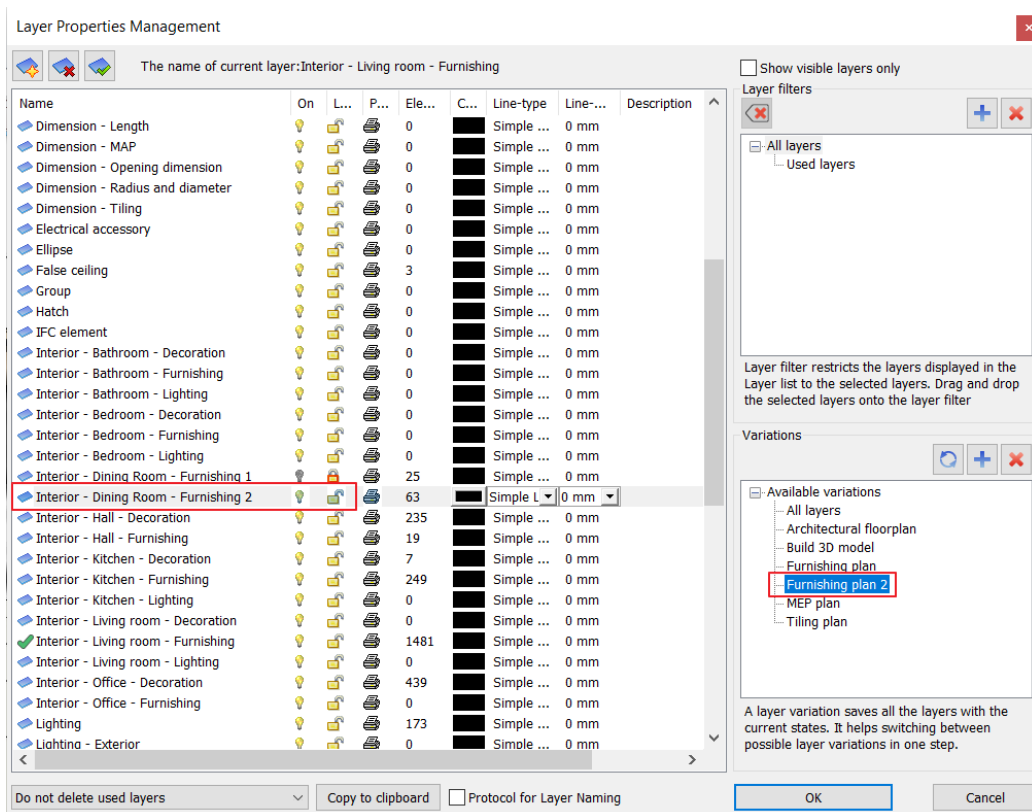 Layer Properties Management
The name of current layer:Interior - Living room - Furnishing
Name On L... P... Ele... C... Line-type Line-... Description
Dimension - Length 0 Simple ... 0 mm
Dimension - MAP 0 Simple ... 0 mm
Dimension - Opening dimension 0 Simple ... 0 mm
Dimension - Radius and diameter 0 Simple ... 0 mm
Dimension - Tiling 0 Simple ... 0 mm
Electrical accessory 0 Simple ... 0 mm
Ellipse 0 Simple ... 0 mm
False ceiling 3 Simple ... 0 mm
Group 0 Simple ... 0 mm
Hatch 0 Simple ... 0 mm
IFC element 0 Simple ... 0 mm
Interior - Bathroom - Decoration 0 Simple ... 0 mm
Interior - Bathroom - Furnishing 0 Simple ... 0 mm
Interior - Bathroom - Lighting 0 Simple ... 0 mm
Interior - Bedroom - Decoration 0 Simple ... 0 mm
Interior - Bedroom - Furnishing 0 Simple ... 0 mm
Interior - Bedroom - Lighting 0 Simple ... 0 mm
Interior - Dining Room - Furnishing 1 25 Simple ... 0 mm
Interior - Dining Room - Furnishing 2 63 Simple L 0 mm
Interior - Hall - Decoration 235 Simple ... 0 mm
Interior - Hall - Furnishing 19 Simple ... 0 mm
Interior - Kitchen - Decoration 7 Simple ... 0 mm
Interior - Kitchen - Furnishing 249 Simple ... 0 mm
Interior - Kitchen - Lighting 0 Simple ... 0 mm
Interior - Living room - Decoration 0 Simple ... 0 mm
Interior - Living room - Furnishing 1481 Simple ... 0 mm
Interior - Living room - Lighting 0 Simple ... 0 mm
Interior - Office - Decoration 439 Simple ... 0 mm
Interior - Office - Furnishing 0 Simple ... 0 mm
Lighting 173 Simple ... 0 mm
Lighting - Exterior 0 Simple ... 0 mm
Do not delete used layers
Copy to clipboard
Protocol for Layer Naming
Show visible layers only
Layer filters
All layers
Used layers
Layer filter restricts the layers displayed in the
Layer list to the selected layers. Drag and drop
the selected layers onto the layer filter
Variations
Available variations
All layers
Architectural floorplan
Build 3D model
Furnishing plan
Furnishing plan 2
MEP plan
Tiling plan
A layer variation saves all the layers with the
current states. It helps switching between
possible layer variations in one step.
OK
Cancel